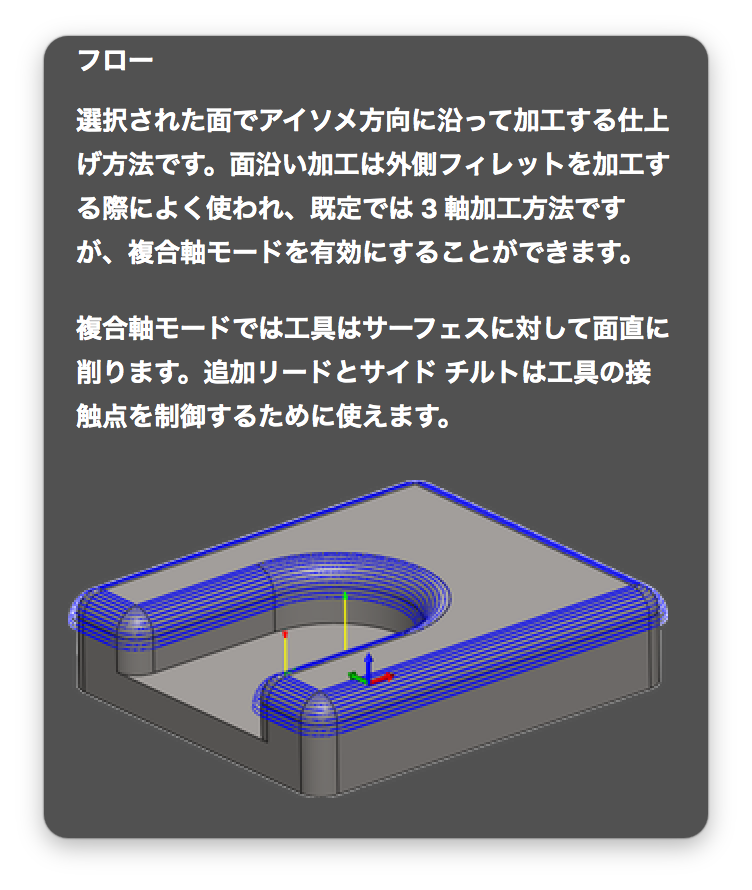 フロー
選択された面でアイソメ方向に沿って加工する仕上
げ方法です。面沿い加工は外側フィレットを加工す
る際によく使われ、既定では 3 軸加工方法です
が、複合軸モードを有効にすることができます。
複合軸モードでは工具はサーフェスに対して面直に
削ります。追加リードとサイド チルトは工具の接
触点を制御するために使えます。